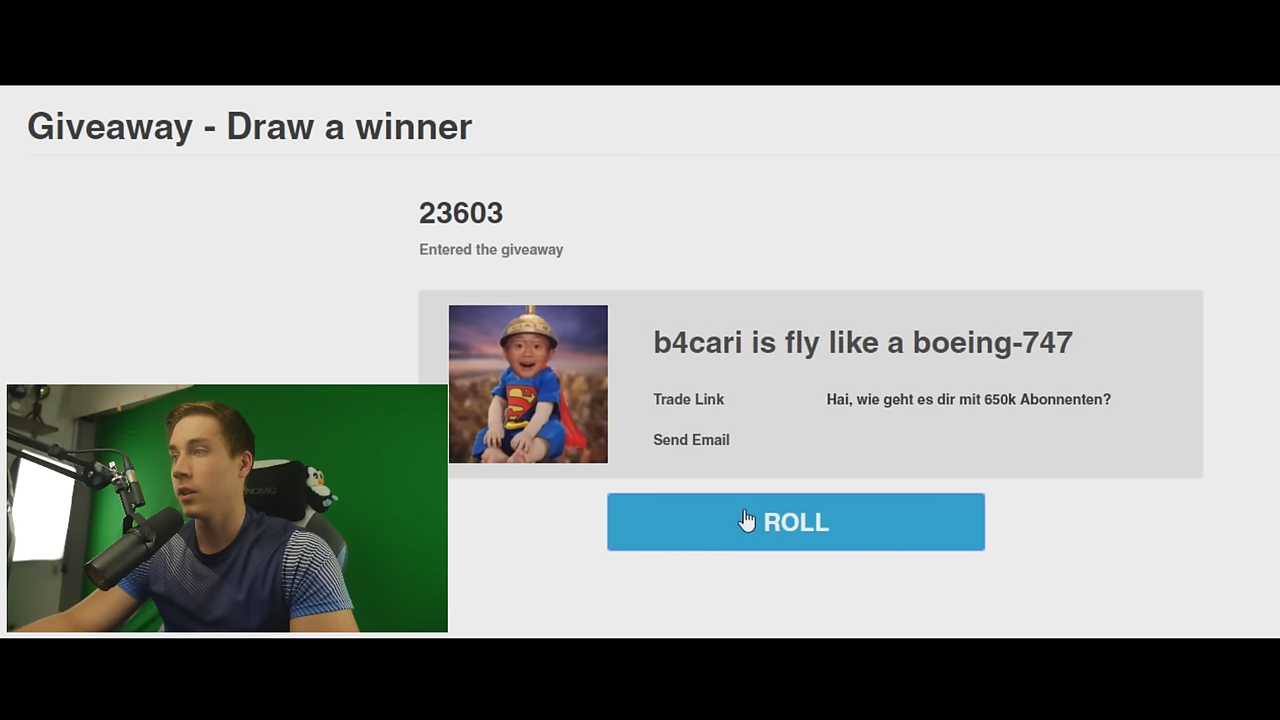 Giveaway - Draw a winner
23603
Entered the giveaway
b4cari is fly like a boeing-747
Trade Link
Hai, wie geht es dir mit 650k Abonnenten?
Send Email
ROLL